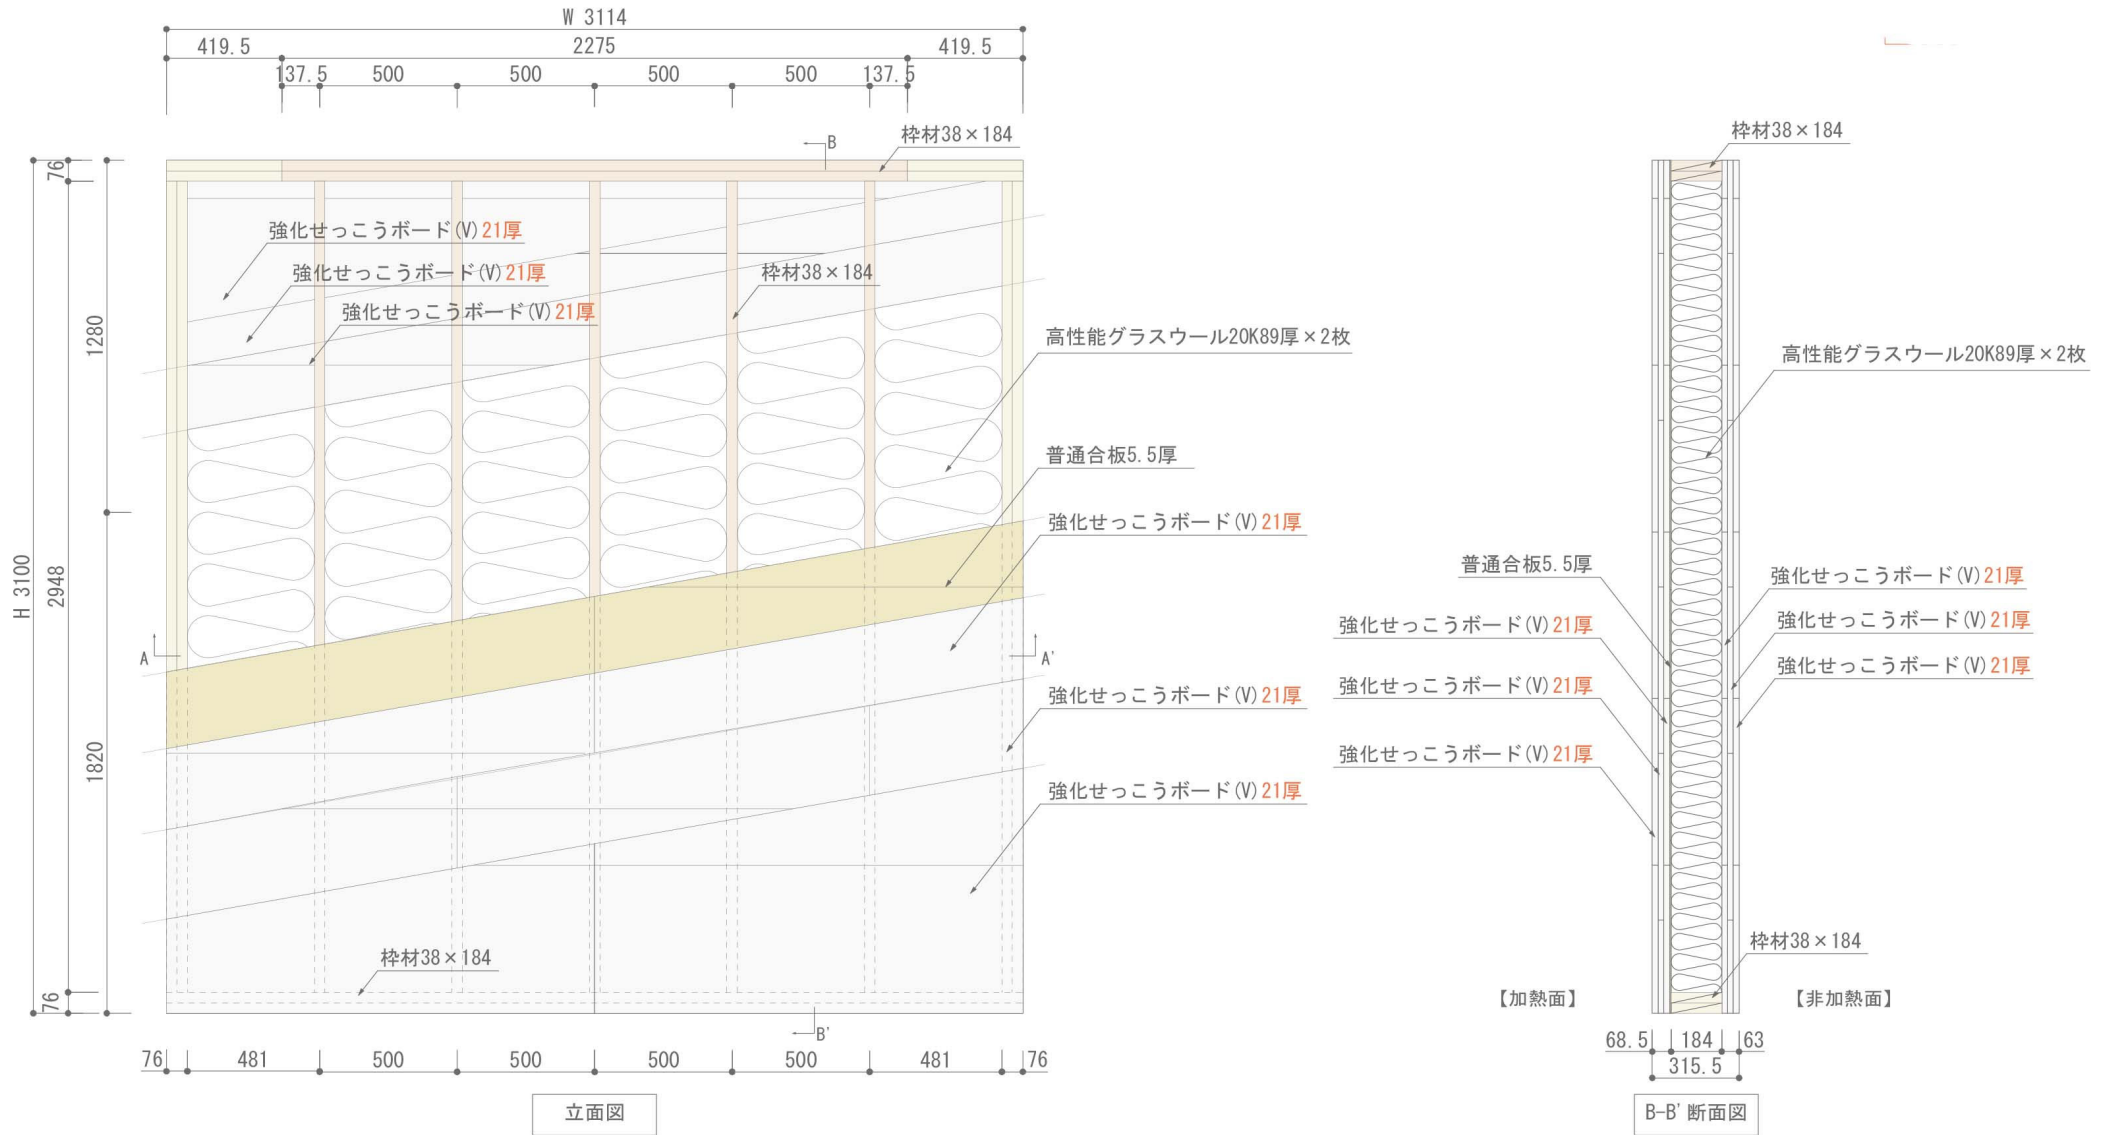 W 3114
419.5
2275
419.5
137.5
500
500
500
500
137.5
B
枠材38×184
枠材38×184
76
強化せっこうボード(V)21厚
強化せっこうボード(V)21厚
枠材38×184
強化せっこうボード(V)21厚
1280
高性能グラスウール20K89厚×2枚
高性能グラスウール20K89厚×2枚
普通合板5.5厚
強化せっこうボード(V)21厚
H 3100
2948
普通合板5.5厚
強化せっこうボード(V)21厚
強化せっこうボード(V)21厚
強化せっこうボード(V)21厚
A
A'
強化せっこうボード(V)21厚
強化せっこうボード(V)21厚
強化せっこうボード(V)21厚
1820
強化せっこうボード(V)21厚
強化せっこうボード(V)21厚
枠材38×184
枠材38×184
76
【加熱面】
【非加熱面】
B'
68.5
184
63
76
481
500
500
500
500
481
76
315.5
立面図
B-B'断面図